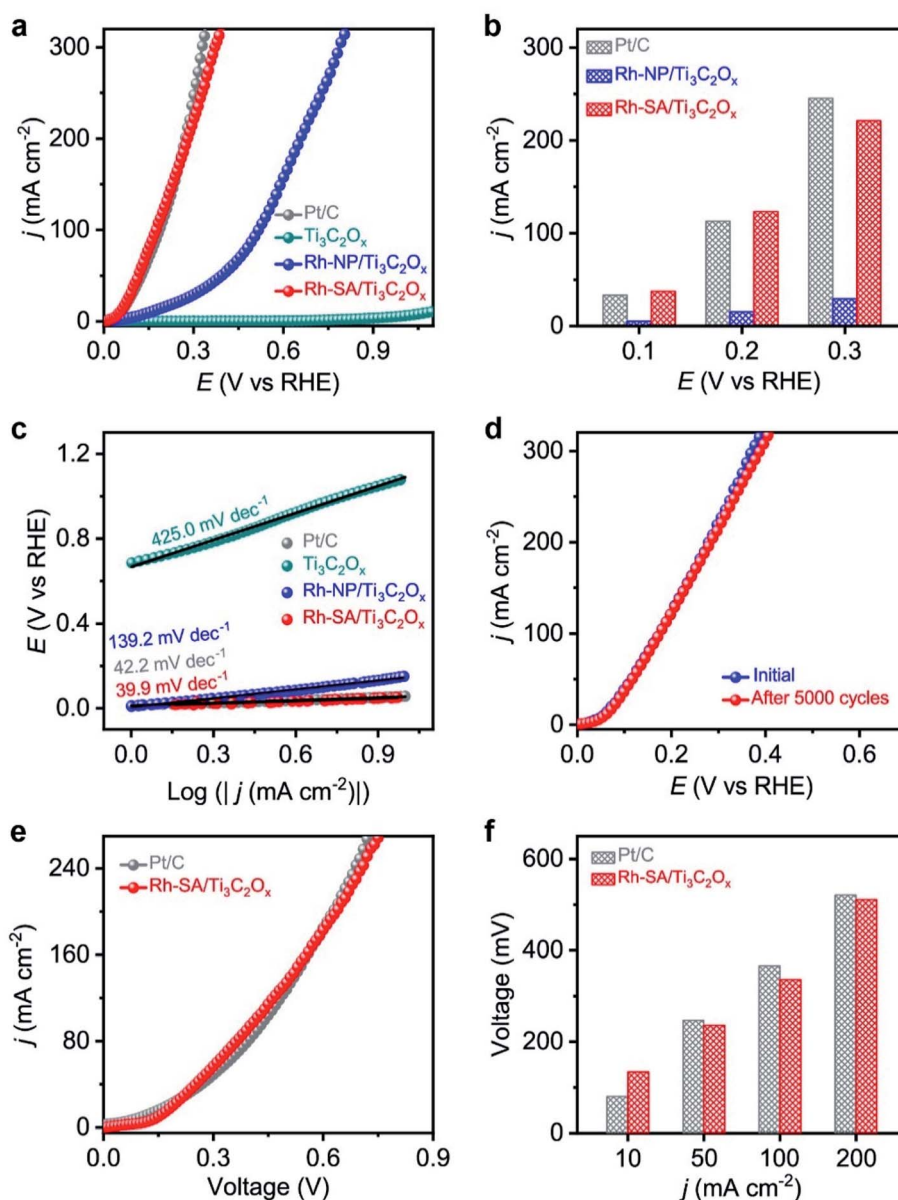 a
300
200
100
0
j (mA cm⁻²)
Pt/C
Ti₃C₂Oₓ
Rh-NP/Ti₃C₂Oₓ
Rh-SA/Ti₃C₂Oₓ
0.0 0.3 0.6 0.9
E (V vs RHE)
b
300
200
100
0
j (mA cm⁻²)
Pt/C
Rh-NP/Ti₃C₂Oₓ
Rh-SA/Ti₃C₂Oₓ
0.1 0.2 0.3
E (V vs RHE)
c
1.2
0.8
0.4
0.0
E (V vs RHE)
425.0 mV dec⁻¹
Pt/C
Ti₃C₂Oₓ
Rh-NP/Ti₃C₂Oₓ
Rh-SA/Ti₃C₂Oₓ
139.2 mV dec⁻¹
42.2 mV dec⁻¹
39.9 mV dec⁻¹
0.0 0.3 0.6 0.9
Log (| j (mA cm⁻²)|)
d
300
200
100
0
j (mA cm⁻²)
Initial
After 5000 cycles
0.0 0.2 0.4 0.6
E (V vs RHE)
e
240
160
80
0
j (mA cm⁻²)
Pt/C
Rh-SA/Ti₃C₂Oₓ
0.0 0.3 0.6 0.9
Voltage (V)
f
600
400
200
0
Voltage (mV)
Pt/C
Rh-SA/Ti₃C₂Oₓ
10 50 100 200
j (mA cm⁻²)